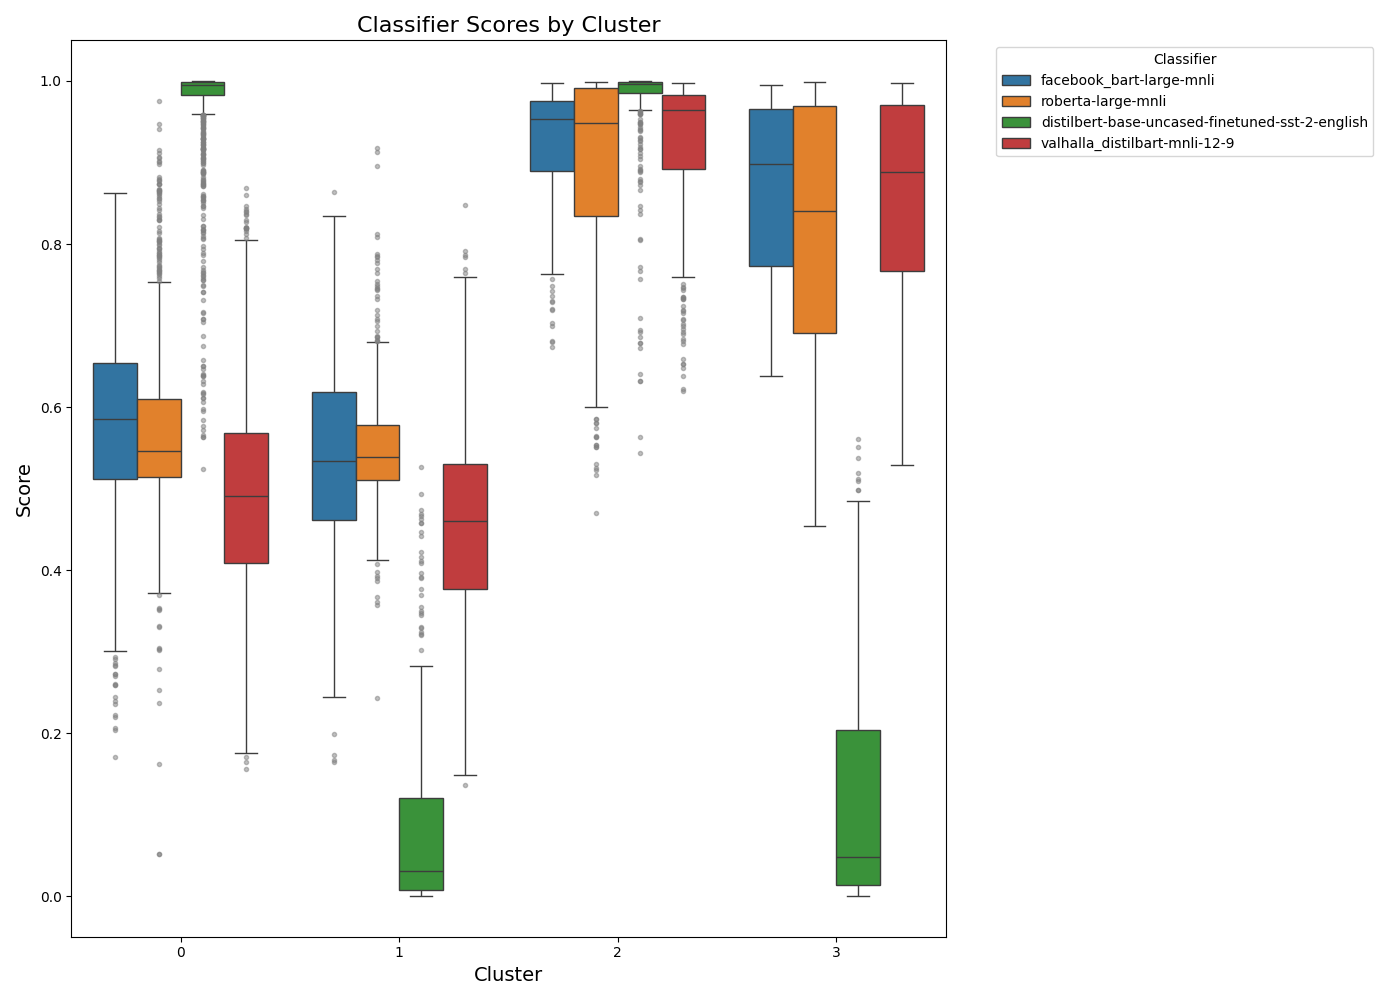 Classifier Scores by Cluster
Classifier
facebook_bart-large-mnli
roberta-large-mnli
distilbert-base-uncased-finetuned-sst-2-english
valhalla_distilbart-mnli-12-9
1.0
0.8
0.6
0.4
0.2
0.0
Score
0 1 2 3
Cluster